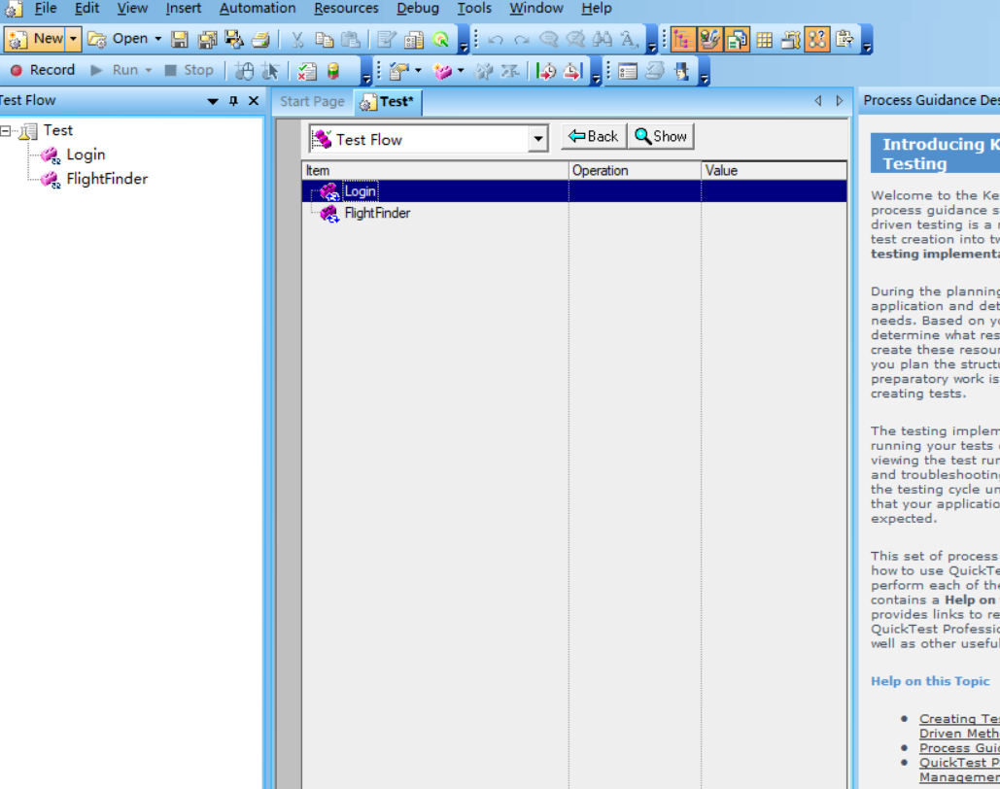 File Edit View Insert Automation Resources Debug Tools Window Help
New Open
Record Run Stop
Test Flow
Start Page Test*
Process Guidance Des
Test
Login
FlightFinder
Test Flow Back Show
Item Operation Value
Login
FlightFinder
Introducing K
Testing
Welcome to the Ke
process guidance s
driven testing is a
test creation into tw
testing implementa
During the planning
application and det
needs. Based on yo
determine what res
create these resour
you plan the structu
preparatory work is
creating tests.
The testing implem
running your tests
viewing the test run
and troubleshooting
the testing cycle un
that your applicatio
expected.
This set of process
how to use QuickTe
perform each of the
contains a Help on
provides links to re
QuickTest Professio
well as other useful
Help on this Topic
Creating Tes
Driven Meth
Process Guid
QuickTest P
Managemen